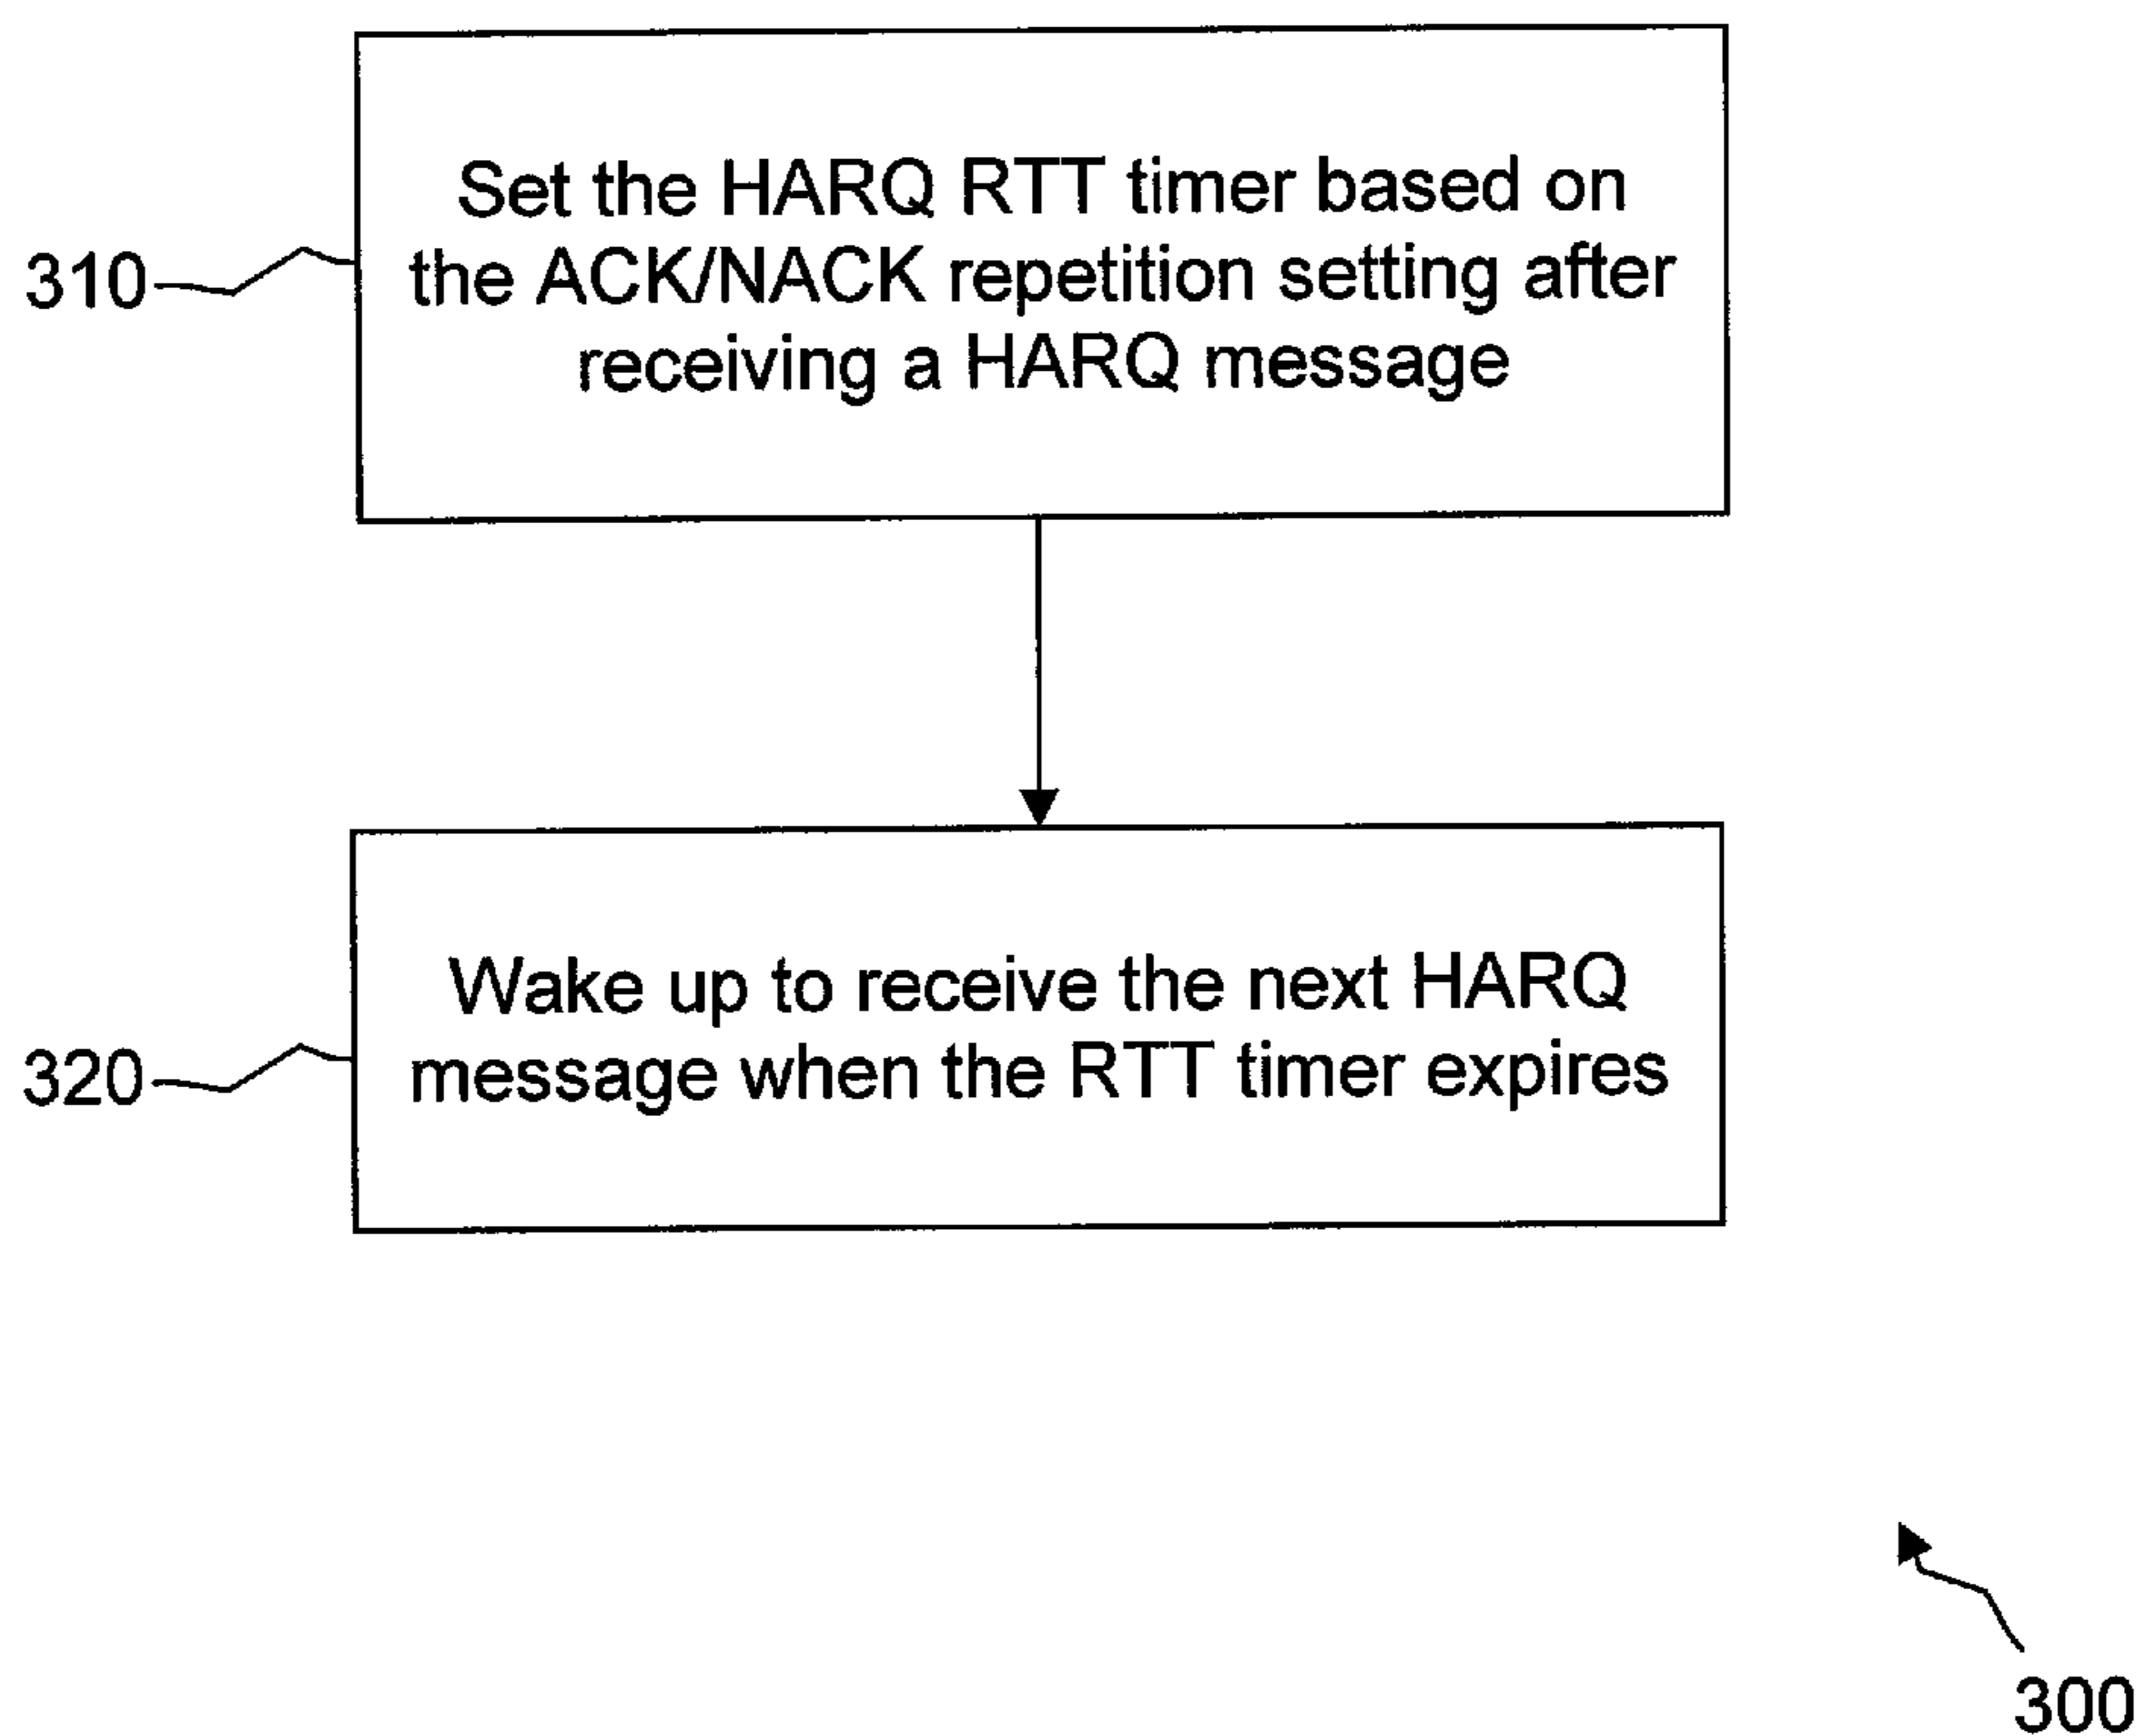 Set the HARQ RTT timer based on
310
the ACK/NACK repetition setting after
receiving a HARQ message
Wake up to receive the next HARQ
320
message when the RTT timer expires
300